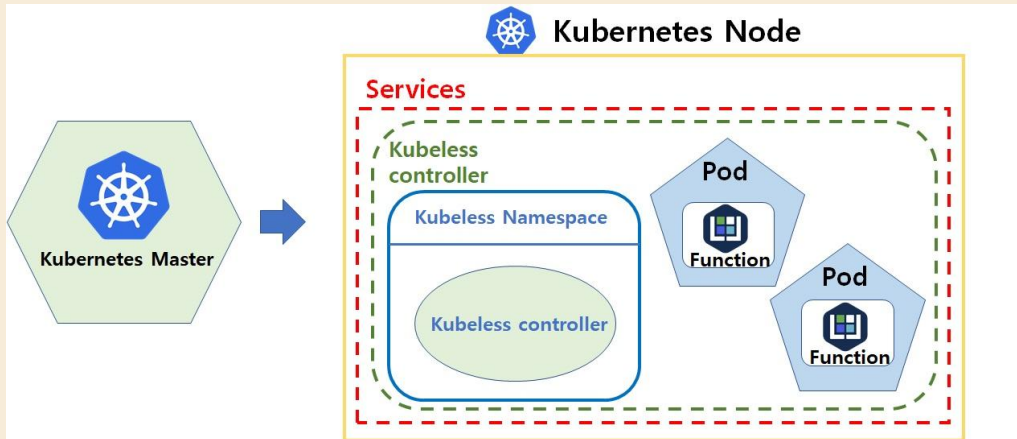 Kubernetes Node
Services
Kubeless
controller
Kubeless Namespace
Kubeless controller
Kubernetes Master
Pod
Function
Pod
Function